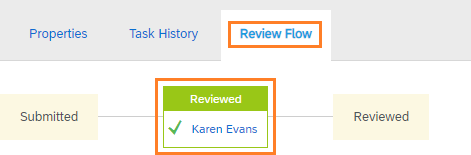 Properties Task History Review Flow
Reviewed
Submitted Karen Evans Reviewed